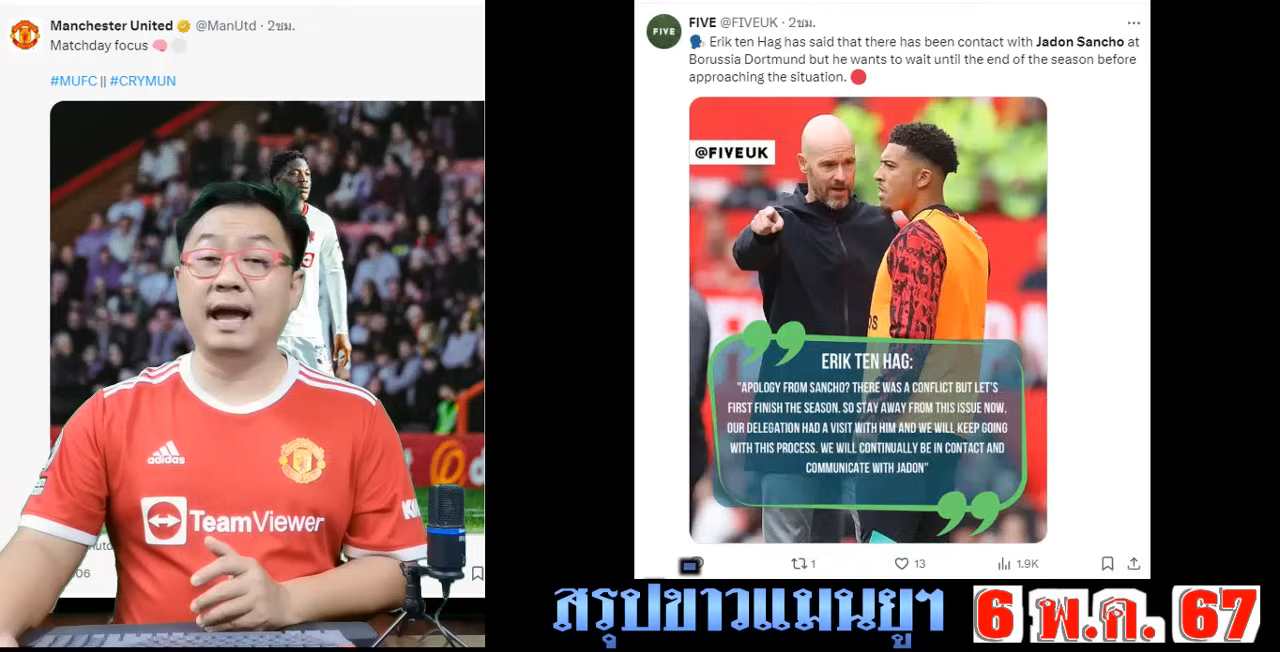 Manchester United @ManUtd · 2ชม.
Matchday focus
#MUFC || #CRYMUN
adidas
TeamViewer
06
FIVE
FIVE @FIVEUK · 2ชม.
Erik ten Hag has said that there has been contact with Jadon Sancho at
Borussia Dortmund but he wants to wait until the end of the season before
approaching the situation.
@FIVEUK
ERIK TEN HAG:
"APOLOGY FROM SANCHO? THERE WAS A CONFLICT BUT LET'S
FIRST FINISH THE SEASON. SO STAY AWAY FROM THIS ISSUE NOW.
OUR DELEGATION HAD A VISIT WITH HIM AND WE WILL KEEP GOING
WITH THIS PROCESS. WE WILL CONTINUALLY BE IN CONTACT AND
COMMUNICATE WITH JADON"
1
13
1.9K
สรุปข่าวแมนยูฯ 6 พ.ค. 67